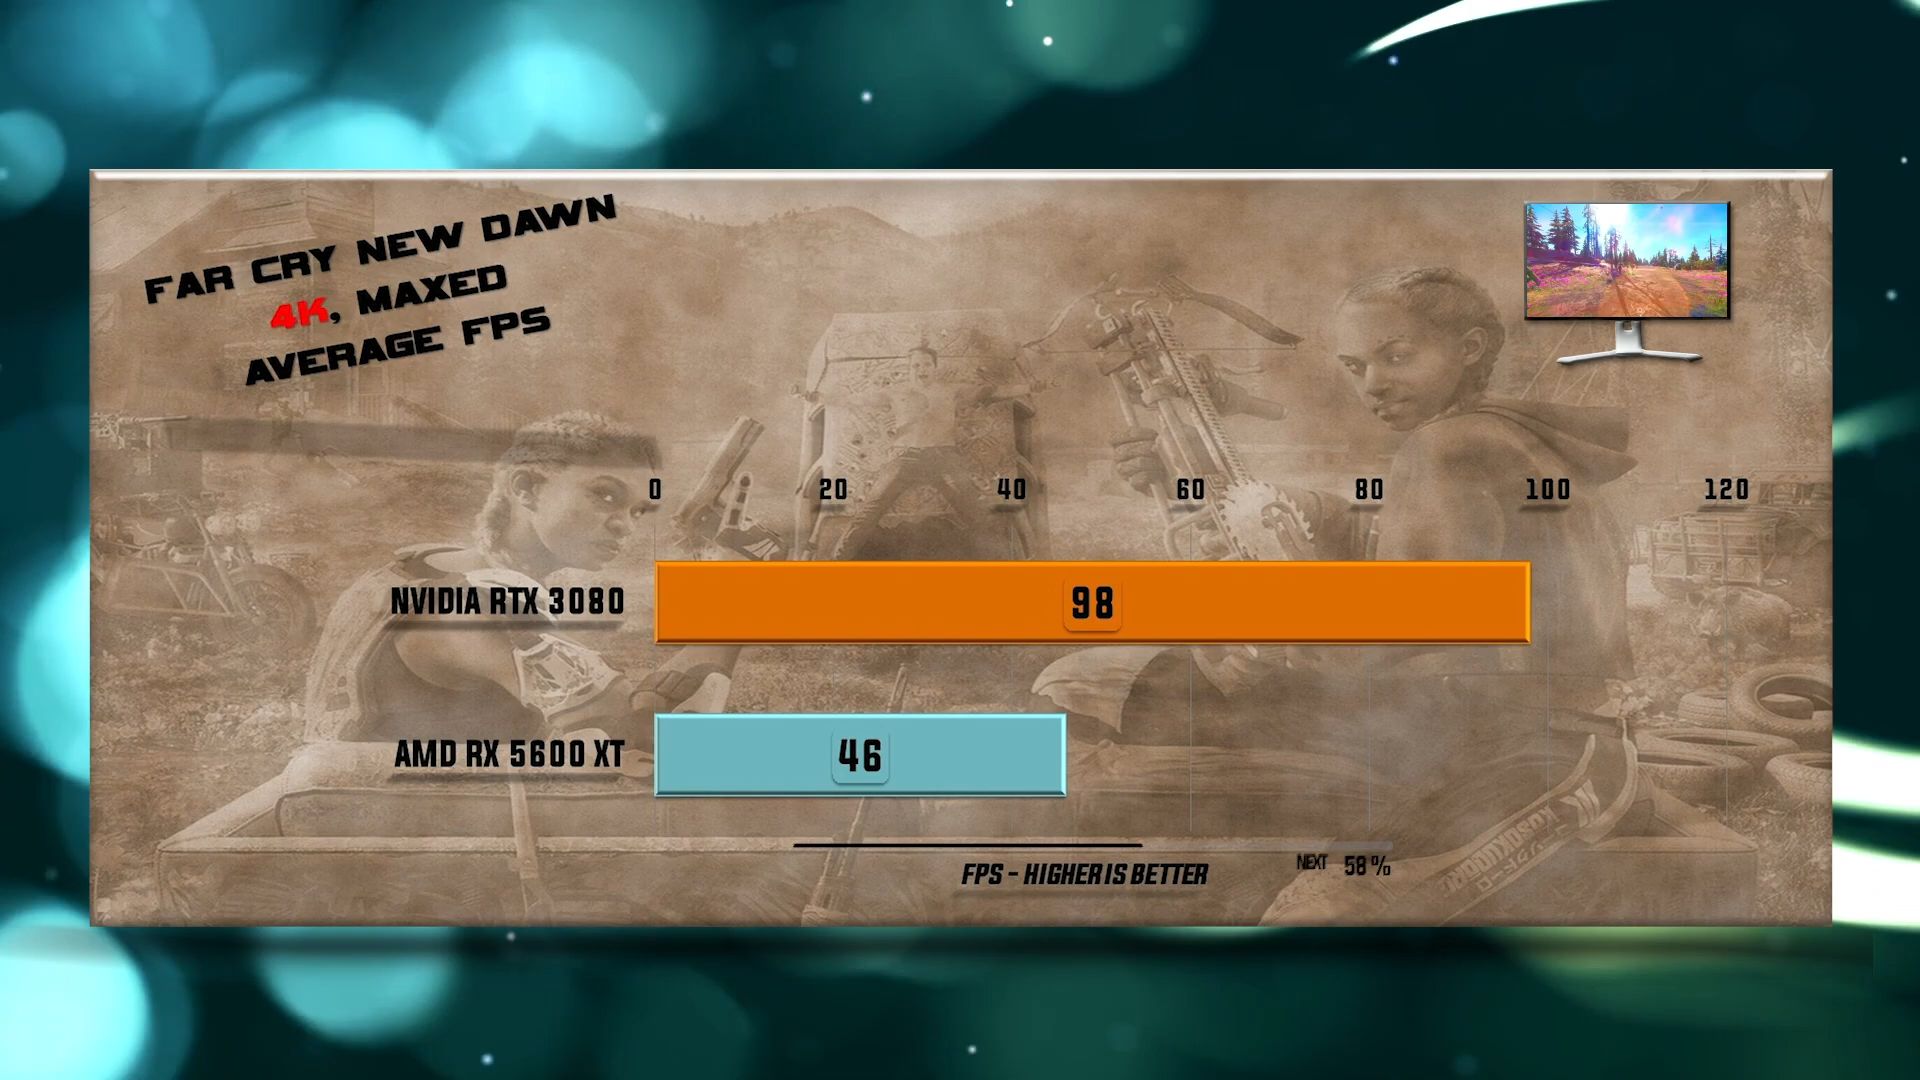 FAR CRY NEW DAWN
4K, MAXED
AVERAGE FPS
0 20 40 60 80 100 120
NVIDIA RTX 3080 98
AMD RX 5600 XT 46
FPS - HIGHER IS BETTER
NEXT 58 %